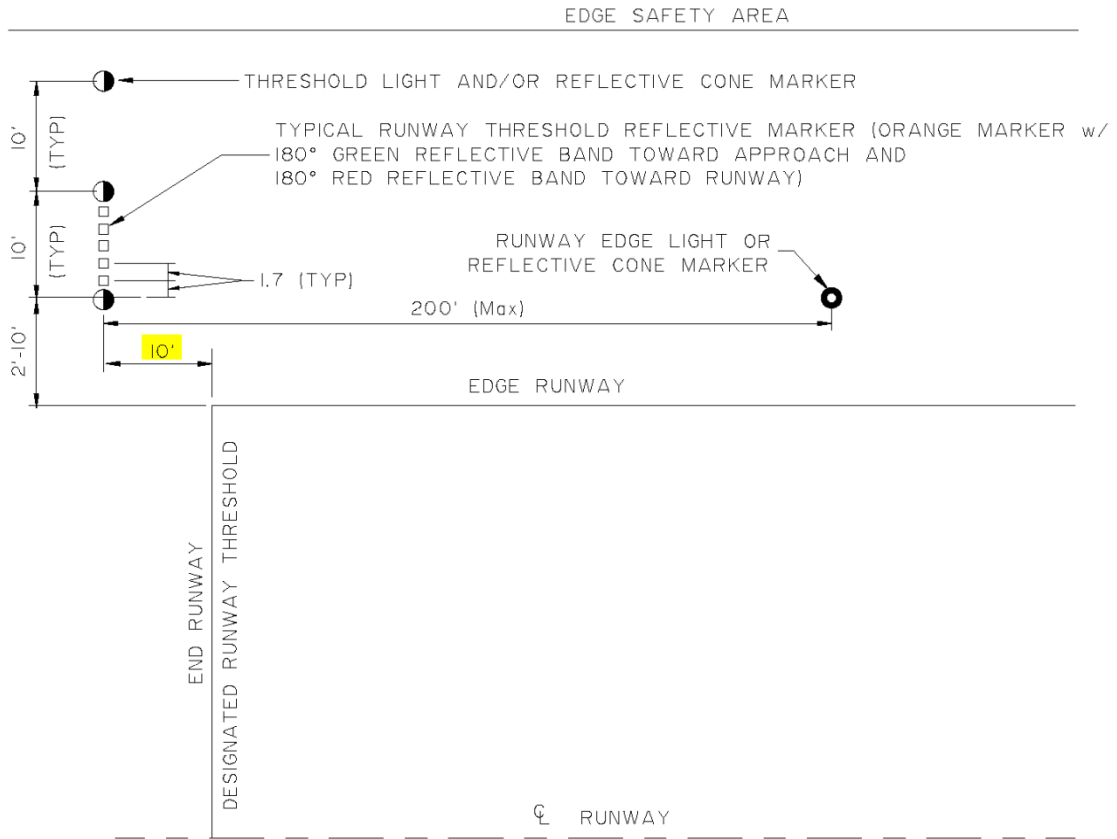 EDGE SAFETY AREA
THRESHOLD LIGHT AND/OR REFLECTIVE CONE MARKER
10'
(TYP)
TYPICAL RUNWAY THRESHOLD REFLECTIVE MARKER (ORANGE MARKER w/
180° GREEN REFLECTIVE BAND TOWARD APPROACH AND
180° RED REFLECTIVE BAND TOWARD RUNWAY)
10'
(TYP)
RUNWAY EDGE LIGHT OR
REFLECTIVE CONE MARKER
1.7 (TYP)
200' (Max)
2'-10'
10'
EDGE RUNWAY
END RUNWAY
DESIGNATED RUNWAY THRESHOLD
℄ RUNWAY